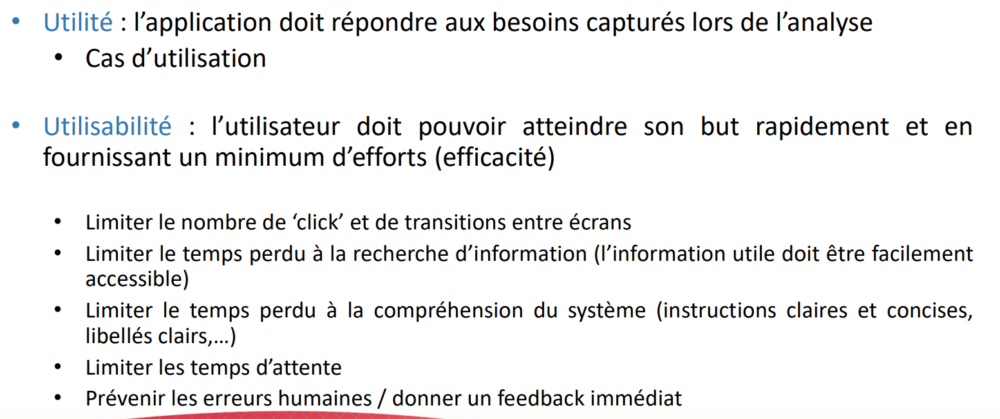 • Utilité : l’application doit répondre aux besoins capturés lors de l’analyse
• Cas d’utilisation
• Utilisabilité : l’utilisateur doit pouvoir atteindre son but rapidement et en
fournissant un minimum d’efforts (efficacité)
• Limiter le nombre de ‘click’ et de transitions entre écrans
• Limiter le temps perdu à la recherche d’information (l’information utile doit être facilement
accessible)
• Limiter le temps perdu à la compréhension du système (instructions claires et concises,
libellés clairs,…)
• Limiter les temps d’attente
• Prévenir les erreurs humaines / donner un feedback immédiat